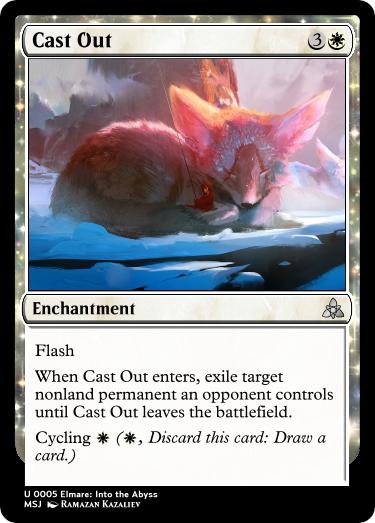 Cast Out 3
Enchantment
Flash
When Cast Out enters, exile target
nonland permanent an opponent controls
until Cast Out leaves the battlefield.
Cycling (, Discard this card: Draw a
card.)
U 0005 Elmare: Into the Abyss
MSJ Ramazan Kazaliev